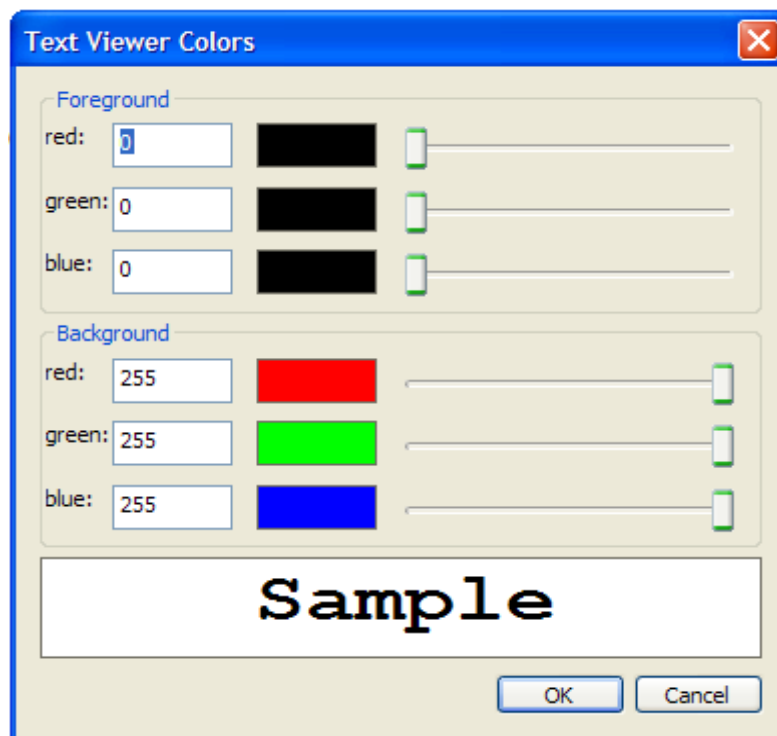 Text Viewer Colors
Foreground
red: 0
green: 0
blue: 0
Background
red: 255
green: 255
blue: 255
Sample
OK Cancel